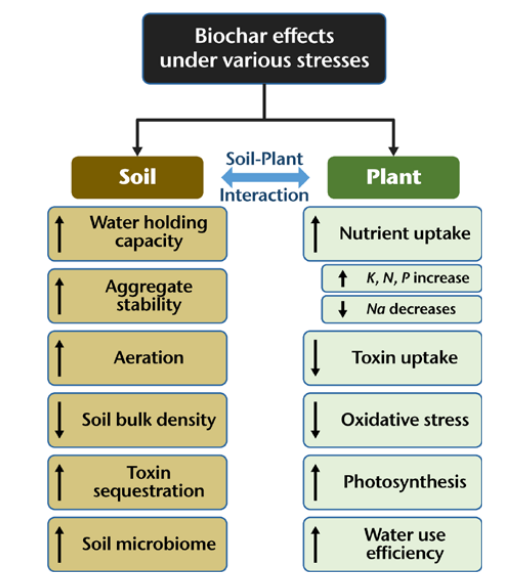 Biochar effects
under various stresses
Soil
Soil-Plant
Interaction
Plant
Water holding
capacity
Aggregate
stability
Aeration
Soil bulk density
Toxin
sequestration
Soil microbiome
Nutrient uptake
K, N, P increase
Na decreases
Toxin uptake
Oxidative stress
Photosynthesis
Water use
efficiency